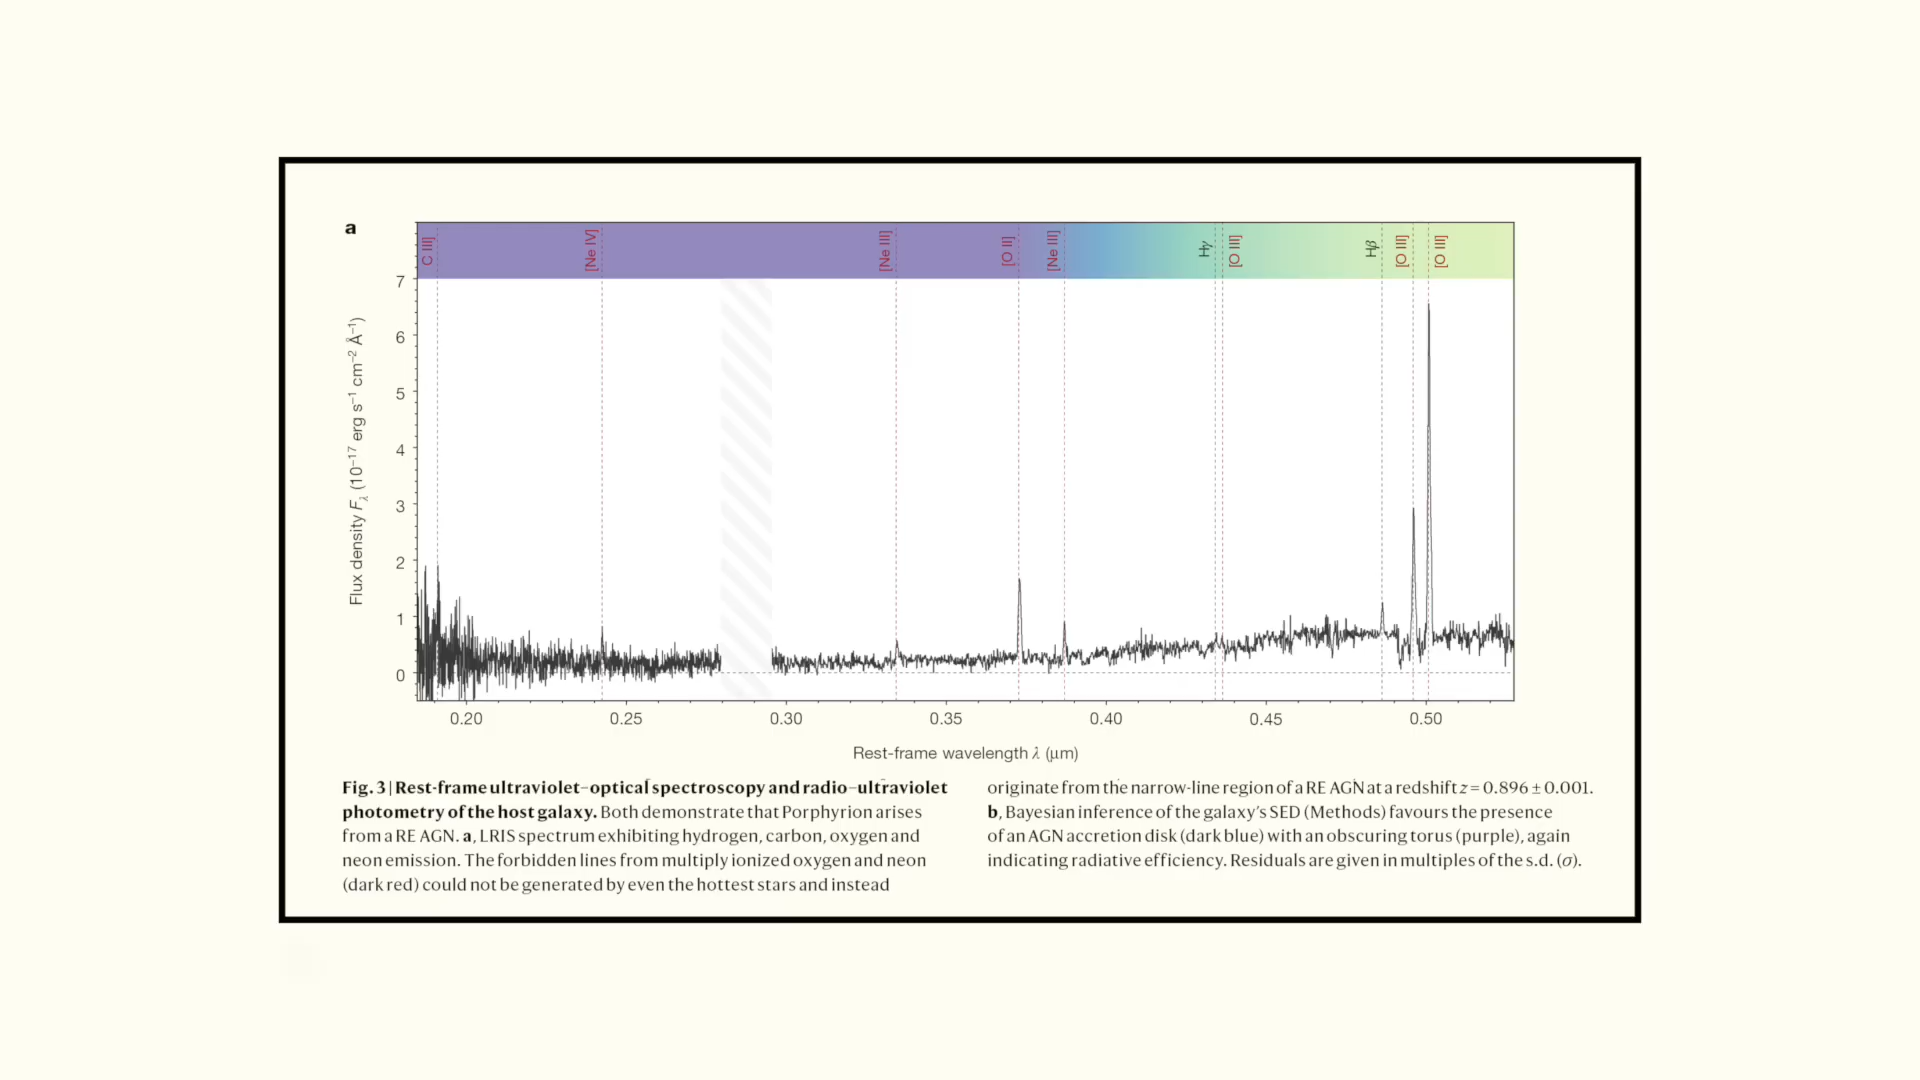 a
C III]
[Ne IV]
[Ne III]
[O II]
[Ne III]
Hγ
[O III]
Hβ
[O III]
[O III]
7
6
5
4
3
2
1
0
Flux density Fλ (10−17 erg s−1 cm−2 Å−1)
0.20 0.25 0.30 0.35 0.40 0.45 0.50
Rest-frame wavelength λ (μm)
Fig. 3 | Rest-frame ultraviolet–optical spectroscopy and radio–ultraviolet
photometry of the host galaxy. Both demonstrate that Porphyrion arises
from a RE AGN. a, LRIS spectrum exhibiting hydrogen, carbon, oxygen and
neon emission. The forbidden lines from multiply ionized oxygen and neon
(dark red) could not be generated by even the hottest stars and instead
originate from the narrow-line region of a RE AGN at a redshift z = 0.896 ± 0.001.
b, Bayesian inference of the galaxy's SED (Methods) favours the presence
of an AGN accretion disk (dark blue) with an obscuring torus (purple), again
indicating radiative efficiency. Residuals are given in multiples of the s.d. (σ).